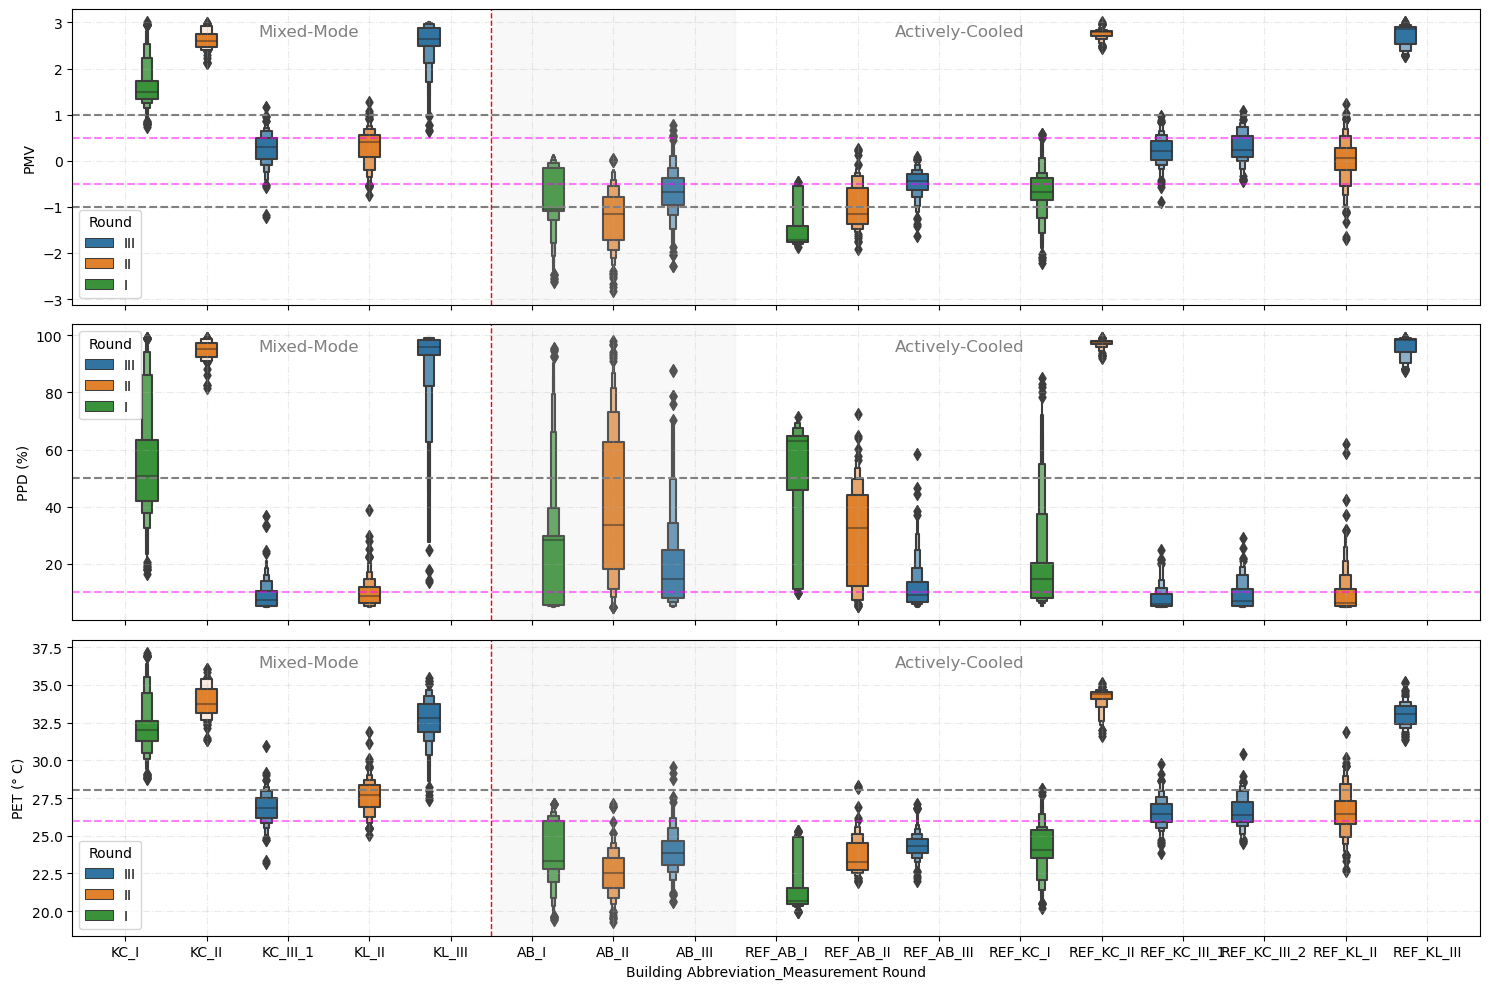 Mixed-Mode
Actively-Cooled
3
2
1
0
−1
−2
−3
PMV
Round
III
II
I
Mixed-Mode
Actively-Cooled
100
80
60
40
20
PPD (%)
Round
III
II
I
Mixed-Mode
Actively-Cooled
37.5
35.0
32.5
30.0
27.5
25.0
22.5
20.0
PET (° C)
Round
III
II
I
KC_I KC_II KC_III_1 KL_II KL_III AB_I AB_II AB_III REF_AB_I REF_AB_II REF_AB_III REF_KC_I REF_KC_II REF_KC_III_1 REF_KC_III_2 REF_KL_II REF_KL_III
Building Abbreviation_Measurement Round